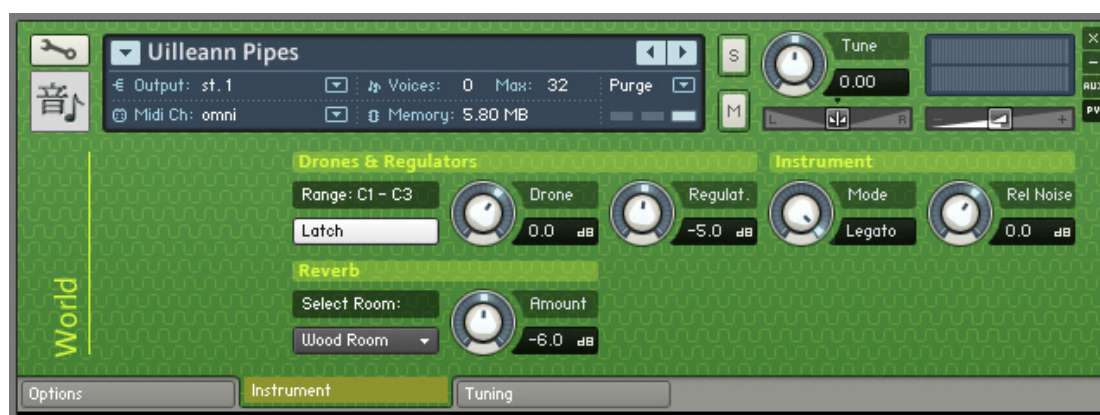 Uilleann Pipes
S
Tune
0.00
Output: st. 1
Voices: 0 Max: 32
Purge
Midi Ch: omni
Memory: 5.80 MB
M
L R
- +
×
-
AUX
PV
音♪
World
Drones & Regulators
Instrument
Range: C1 - C3
Drone
Regulat.
Mode
Rel Noise
Latch
0.0 dB
-5.0 dB
Legato
0.0 dB
Reverb
Select Room:
Amount
Wood Room
-6.0 dB
Options
Instrument
Tuning